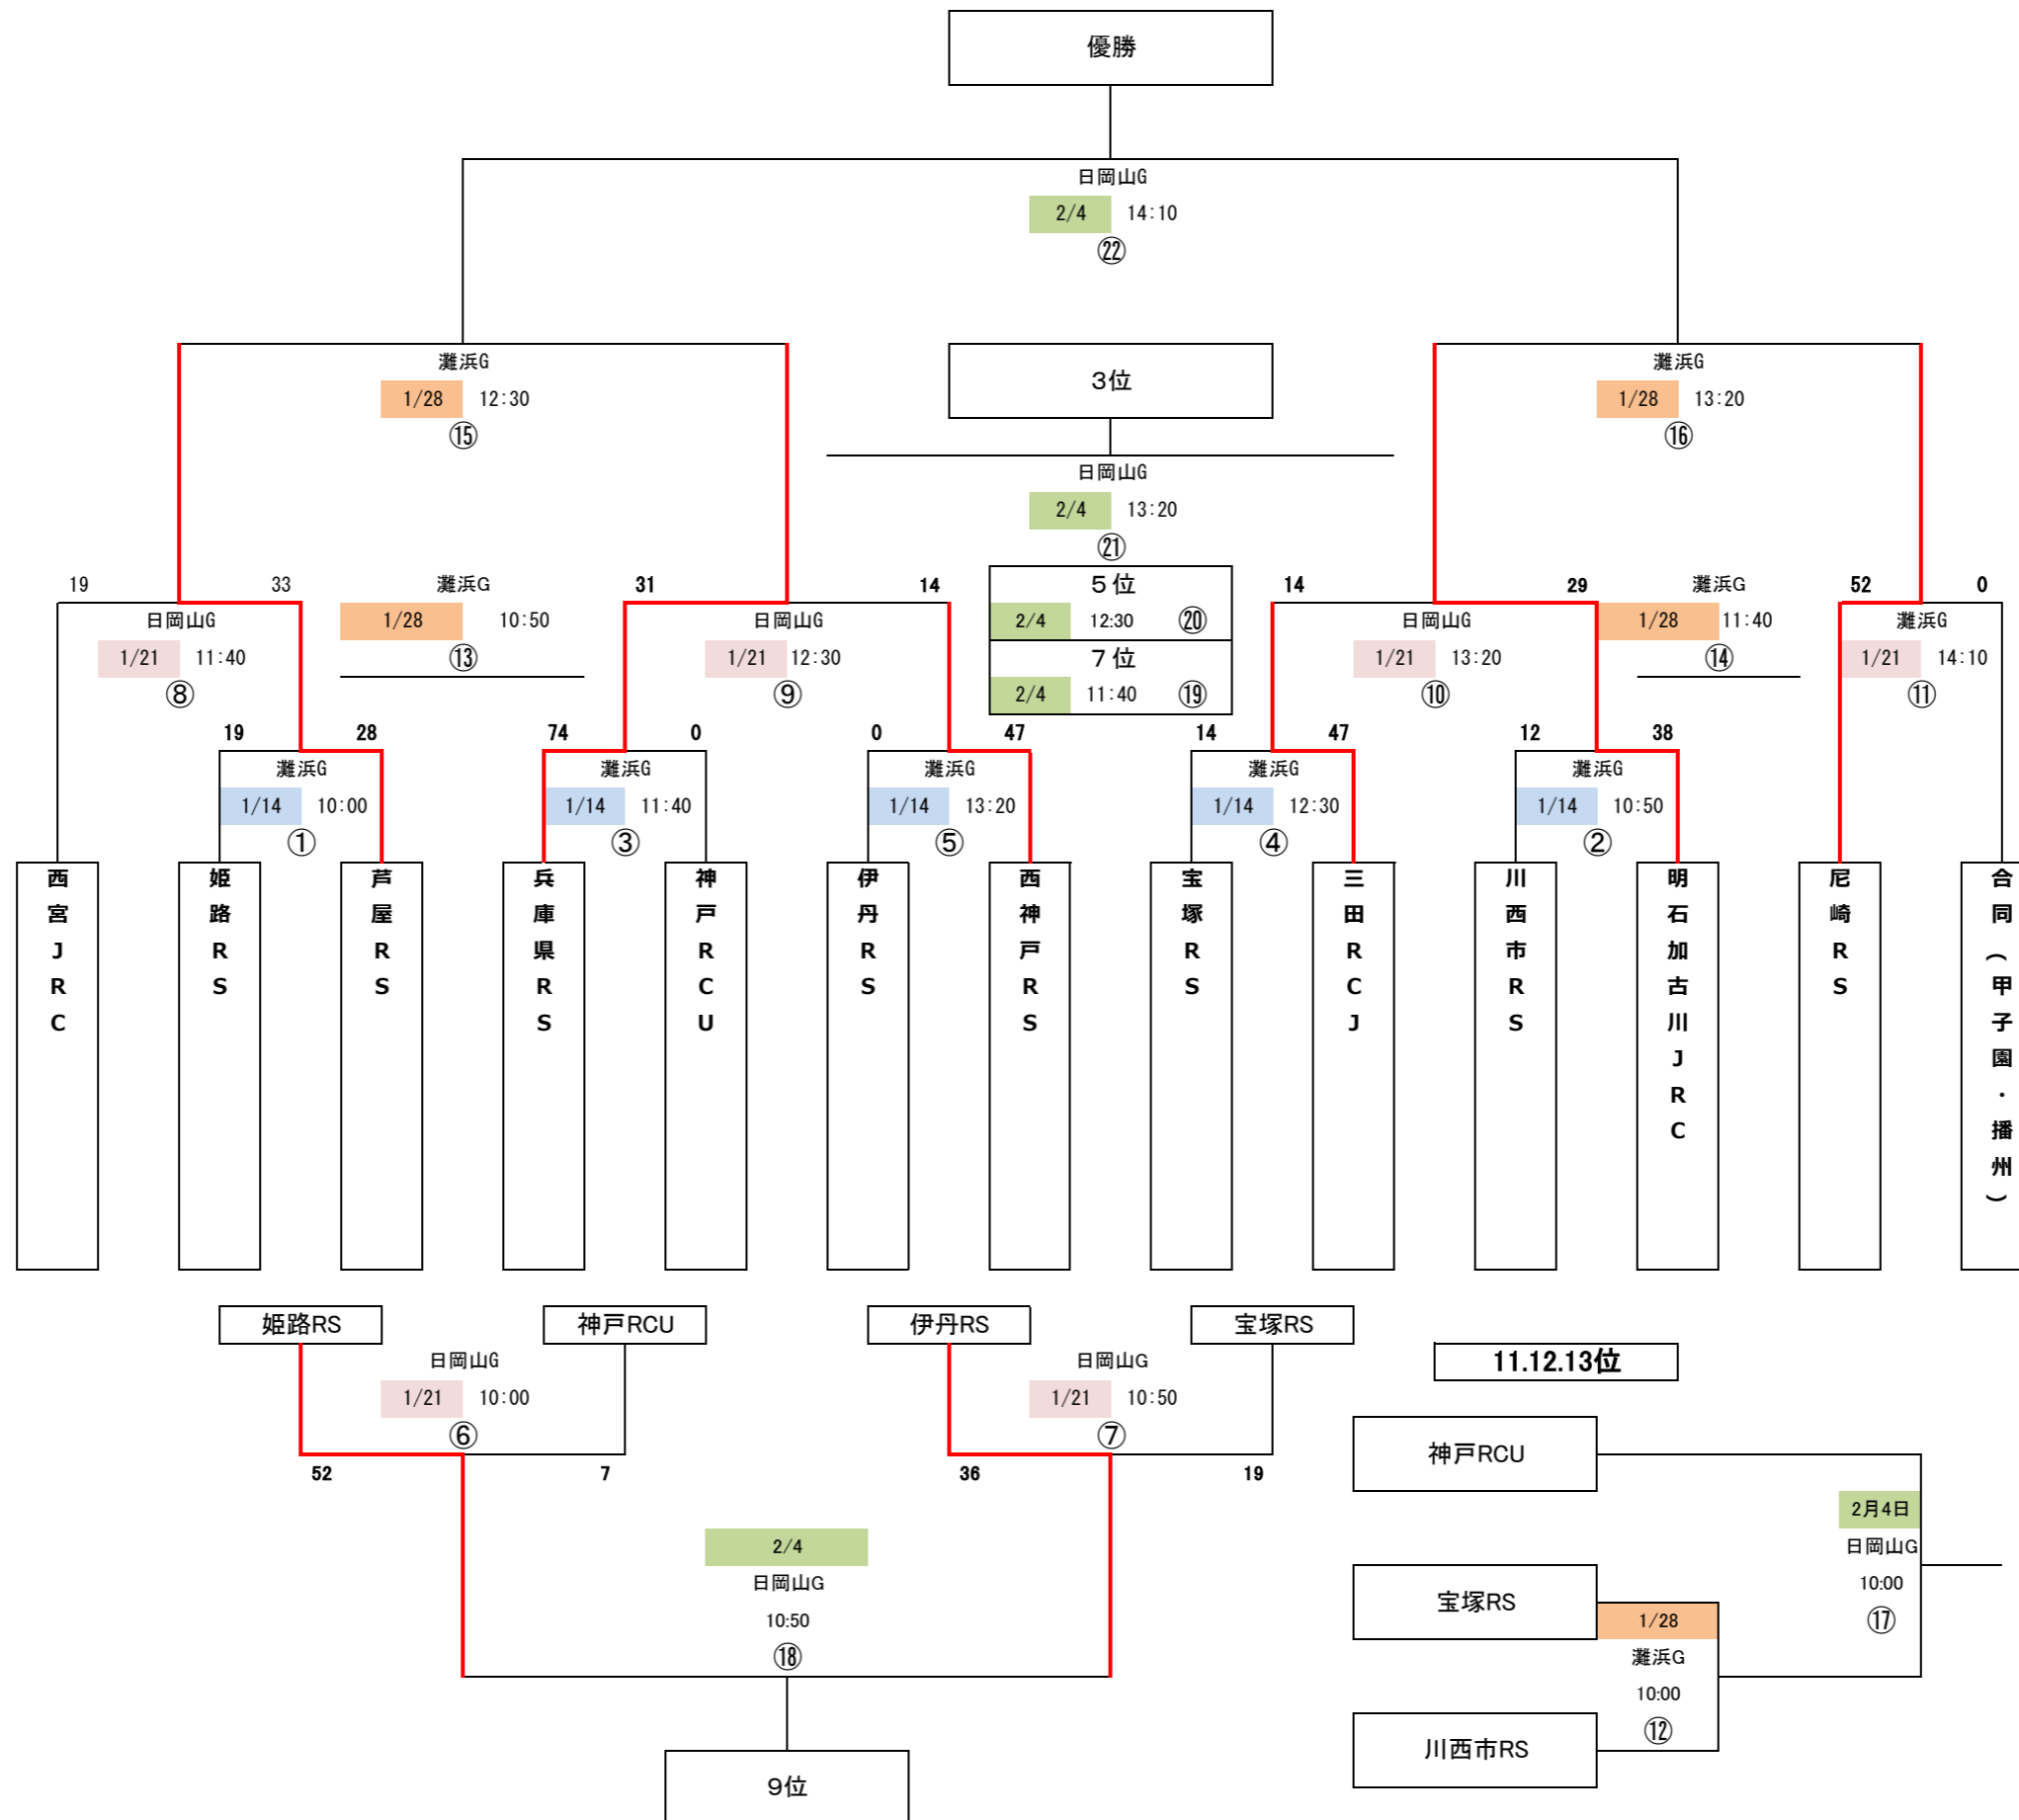 優勝
日岡山G
2/4 14:10
㉒
灘浜G
1/28 12:30
⑮
3位
灘浜G
1/28 13:20
⑯
日岡山G
2/4 13:20
㉑
19 33
灘浜G
31 14
5位
14 29
灘浜G
52 0
日岡山G
1/28 10:50
日岡山G
2/4 12:30 ⑳
日岡山G
1/28 11:40
灘浜G
1/21 11:40
⑬
1/21 12:30
7位
1/21 13:20
⑭
1/21 14:10
⑧
⑨
2/4 11:40 ⑲
⑩
⑪
19 28
74 0
0 47
14 47
12 38
灘浜G
灘浜G
灘浜G
灘浜G
灘浜G
1/14 10:00
1/14 11:40
1/14 13:20
1/14 12:30
1/14 10:50
①
③
⑤
④
②
西宮JRC
姫路RS
芦屋RS
兵庫県RS
神戸RCU
伊丹RS
西神戸RS
宝塚RS
三田RCJ
川西市RS
明石加古川JRC
尼崎RS
合同(甲子園・播州)
姫路RS
神戸RCU
伊丹RS
宝塚RS
日岡山G
1/21 10:00
⑥
52 7
日岡山G
1/21 10:50
⑦
36 19
2/4
日岡山G
10:50
⑱
9位
11.12.13位
神戸RCU
2月4日
日岡山G
10:00
⑰
宝塚RS
1/28
灘浜G
10:00
⑫
川西市RS